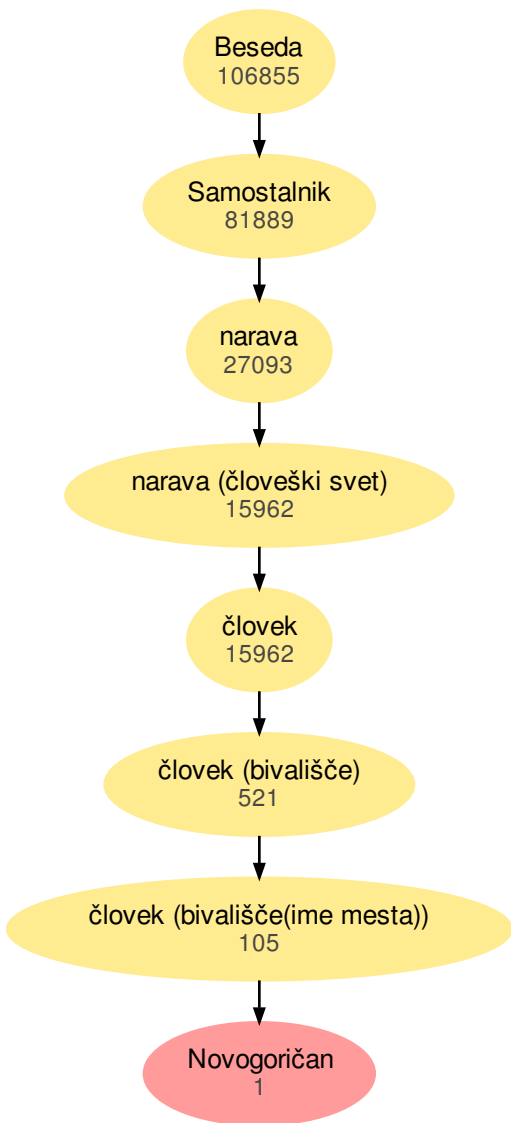 Beseda
106855
Samostalnik
81889
narava
27093
narava (človeški svet)
15962
človek
15962
človek (bivališče)
521
človek (bivališče(ime mesta))
105
Novogoričan
1